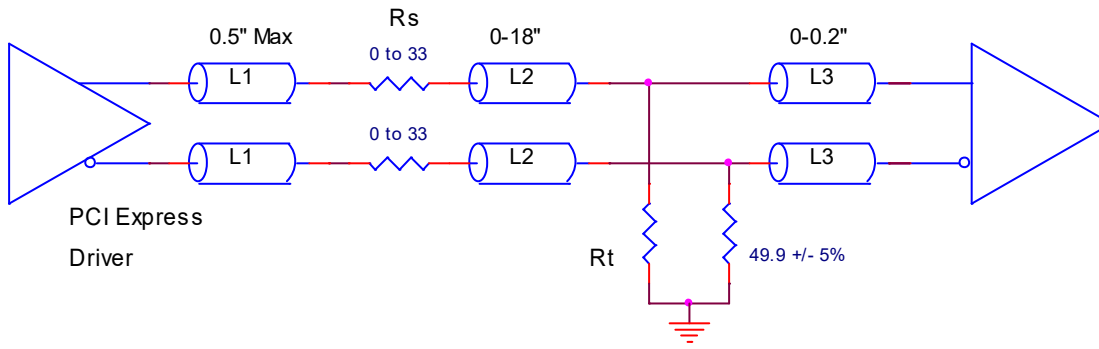 Rs
0.5" Max
0-18"
0-0.2"
0 to 33
L1
L2
L3
0 to 33
L1
L2
L3
PCI Express
Driver
Rt
49.9 +/- 5%